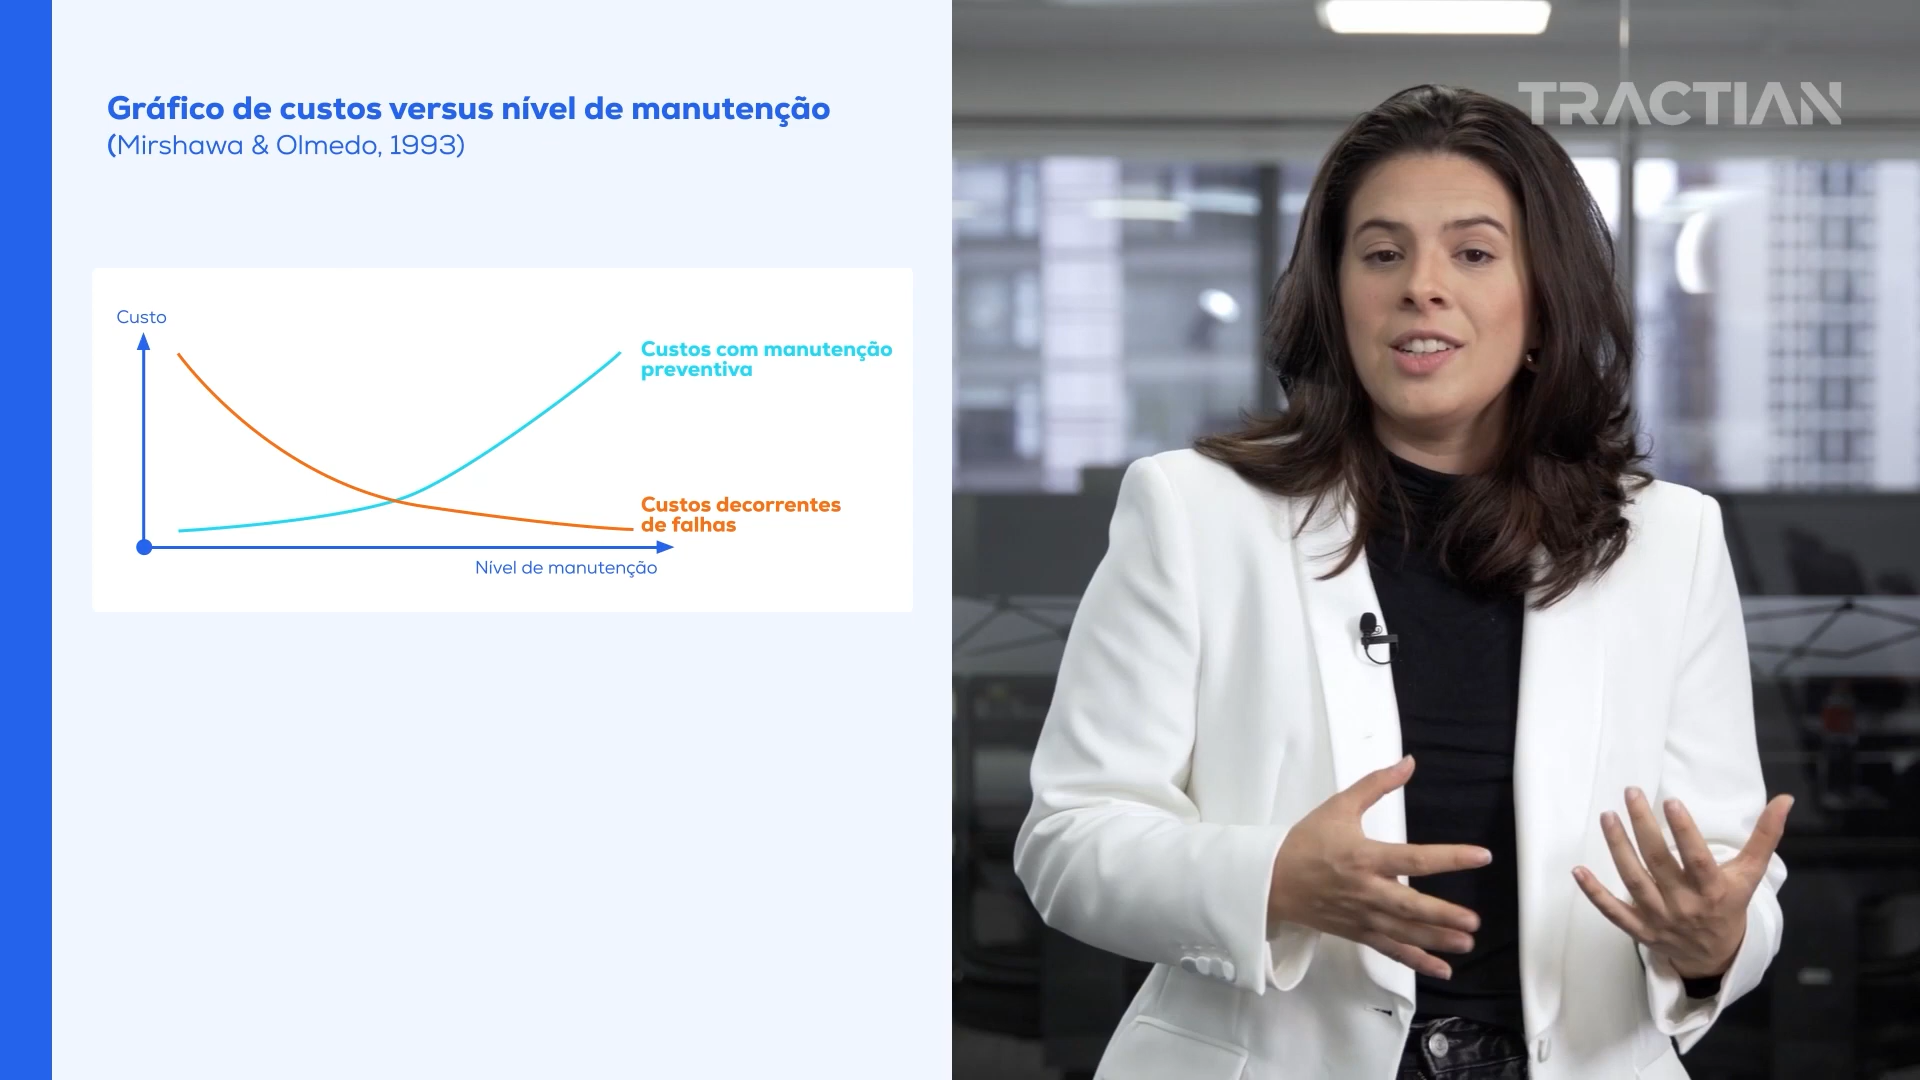 Gráfico de custos versus nível de manutenção
(Mirshawa & Olmedo, 1993)
TRACTIAN
Custo
Custos com manutenção
preventiva
Custos decorrentes
de falhas
Nível de manutenção